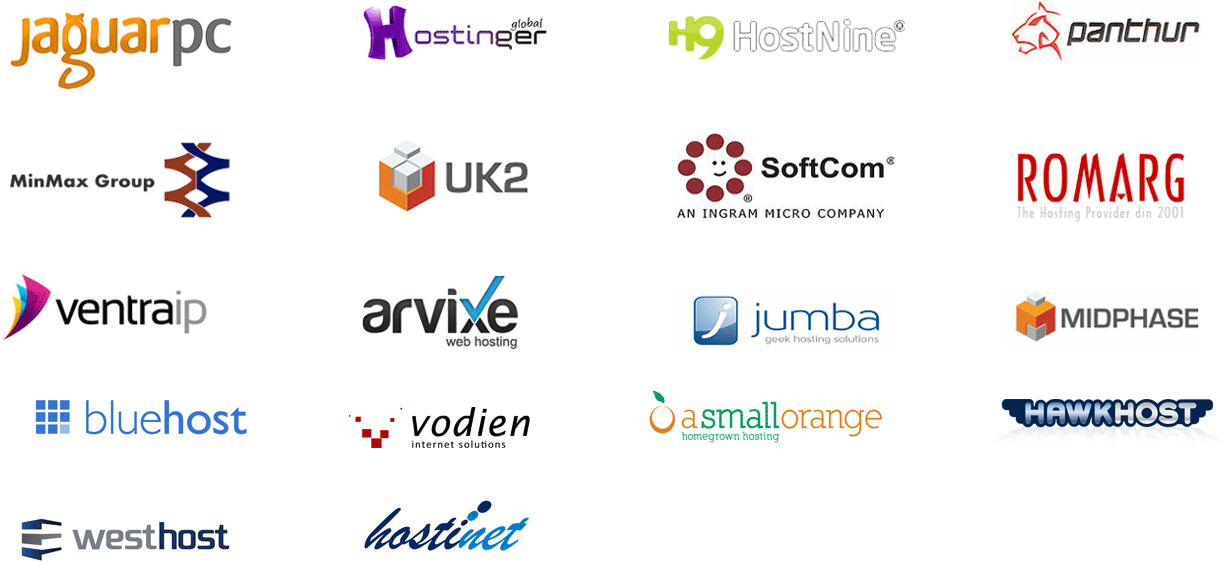 jaguarpc
Hostinger
global
H9 HostNine®
panthur
MinMax Group
UK2
SoftCom®
®
AN INGRAM MICRO COMPANY
ROMARG
The Hosting Provider din 2001
ventraip
arvixe
web hosting
j jumba
geek hosting solutions
MIDPHASE
bluehost
vodien
internet solutions
a small orange
homegrown hosting
HAWKHOST
westhost
hostinet